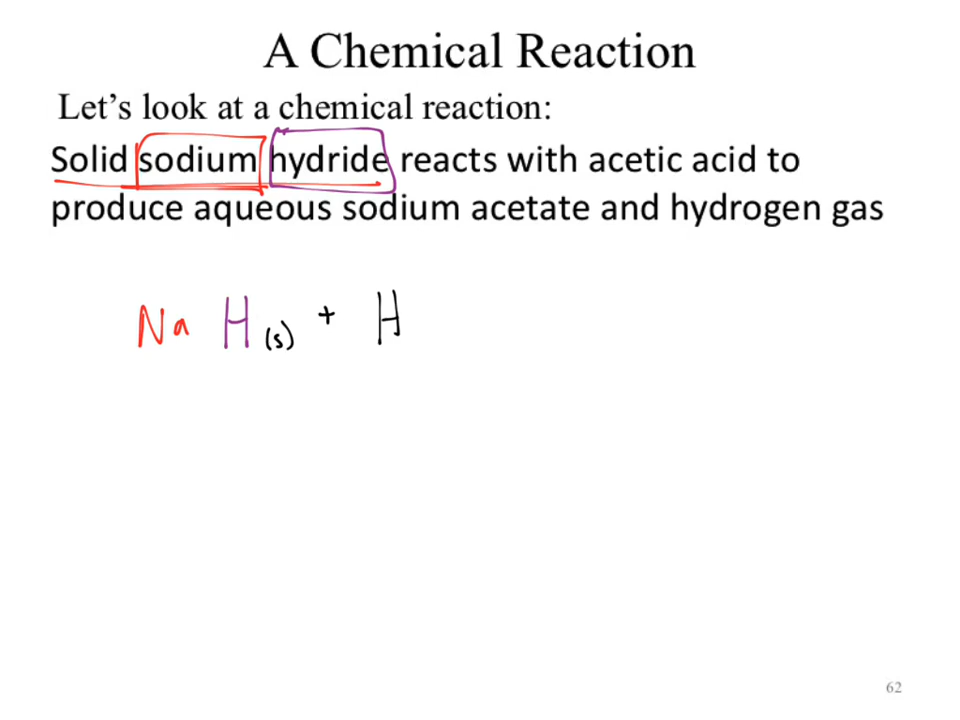 A Chemical Reaction
Let's look at a chemical reaction:
Solid sodium hydride reacts with acetic acid to
produce aqueous sodium acetate and hydrogen gas
Na H (s) + H
62